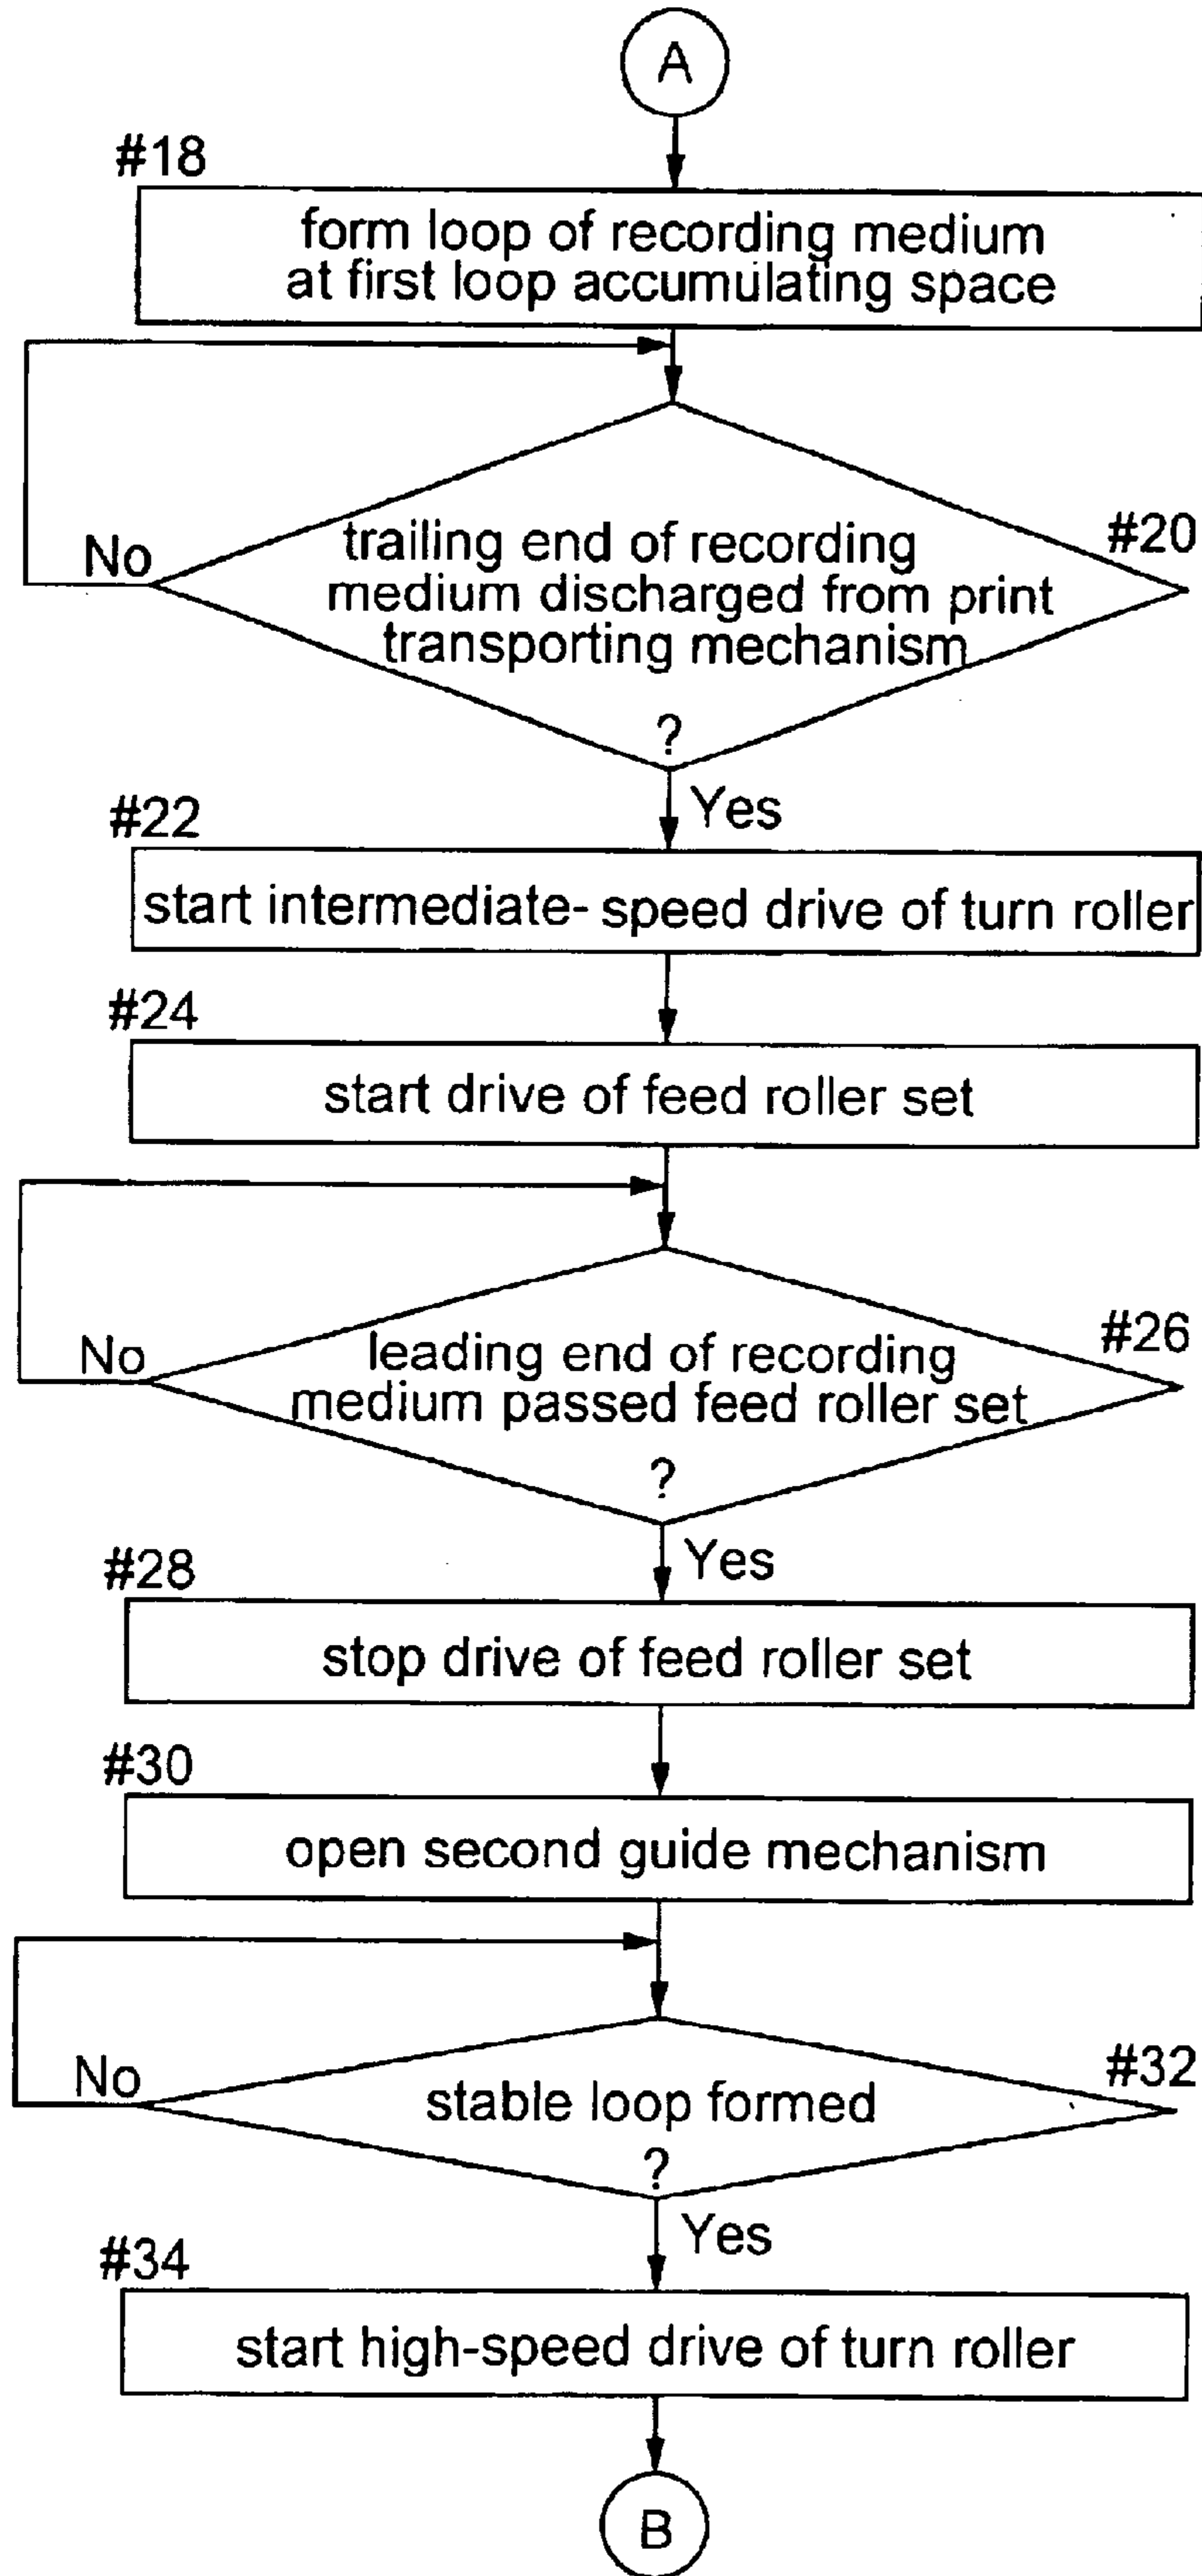 A
#18
form loop of recording medium
at first loop accumulating space
No
trailing end of recording
medium discharged from print
transporting mechanism
?
#20
Yes
#22
start intermediate- speed drive of turn roller
#24
start drive of feed roller set
No
leading end of recording
medium passed feed roller set
?
#26
Yes
#28
stop drive of feed roller set
#30
open second guide mechanism
No
stable loop formed
?
#32
Yes
#34
start high-speed drive of turn roller
B